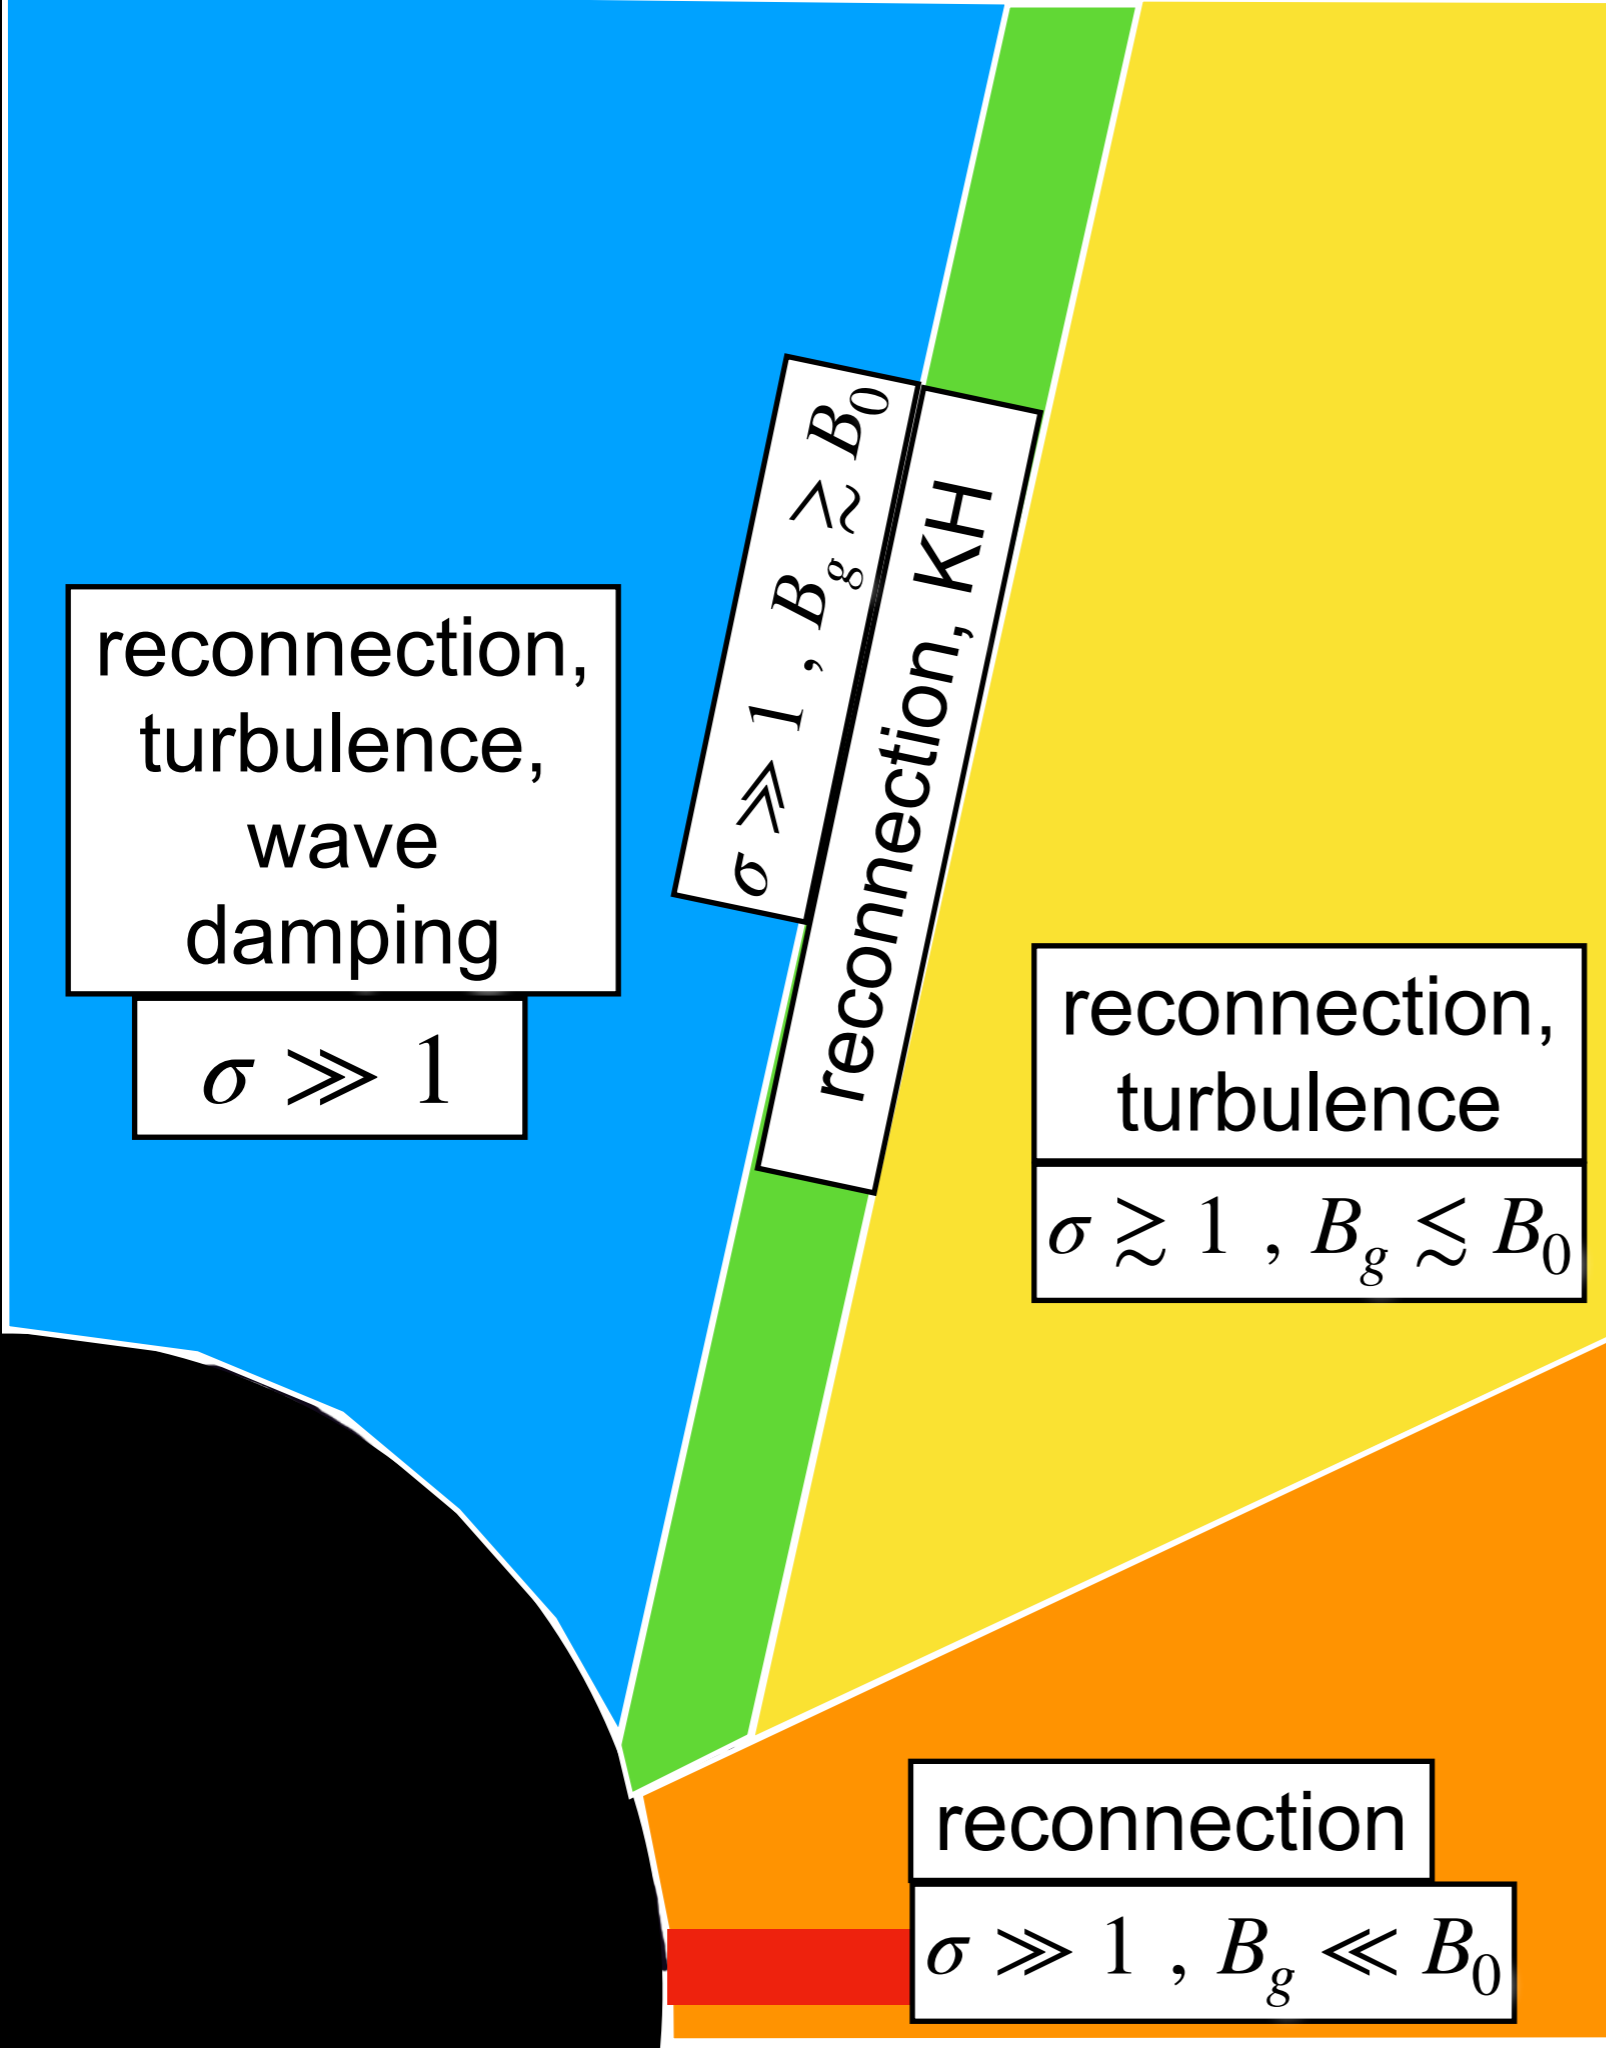 reconnection,
turbulence,
wave
damping
σ ≫ 1
σ ≫ 1 , B_g ≳ B_0
reconnection, KH
reconnection,
turbulence
σ ≳ 1 , B_g ≲ B_0
reconnection
σ ≫ 1 , B_g ≪ B_0